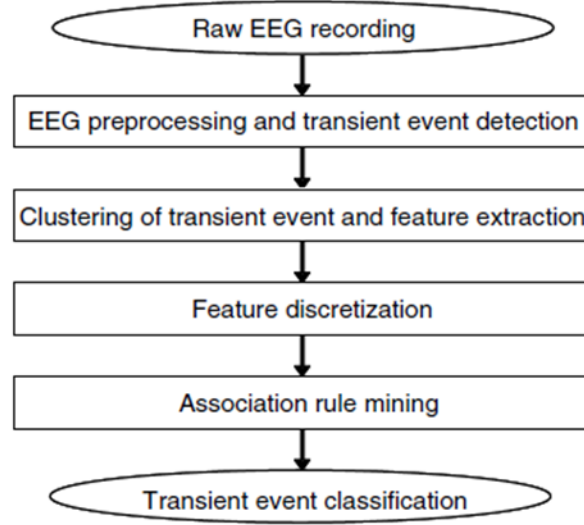 Raw EEG recording
EEG preprocessing and transient event detection
Clustering of transient event and feature extraction
Feature discretization
Association rule mining
Transient event classification